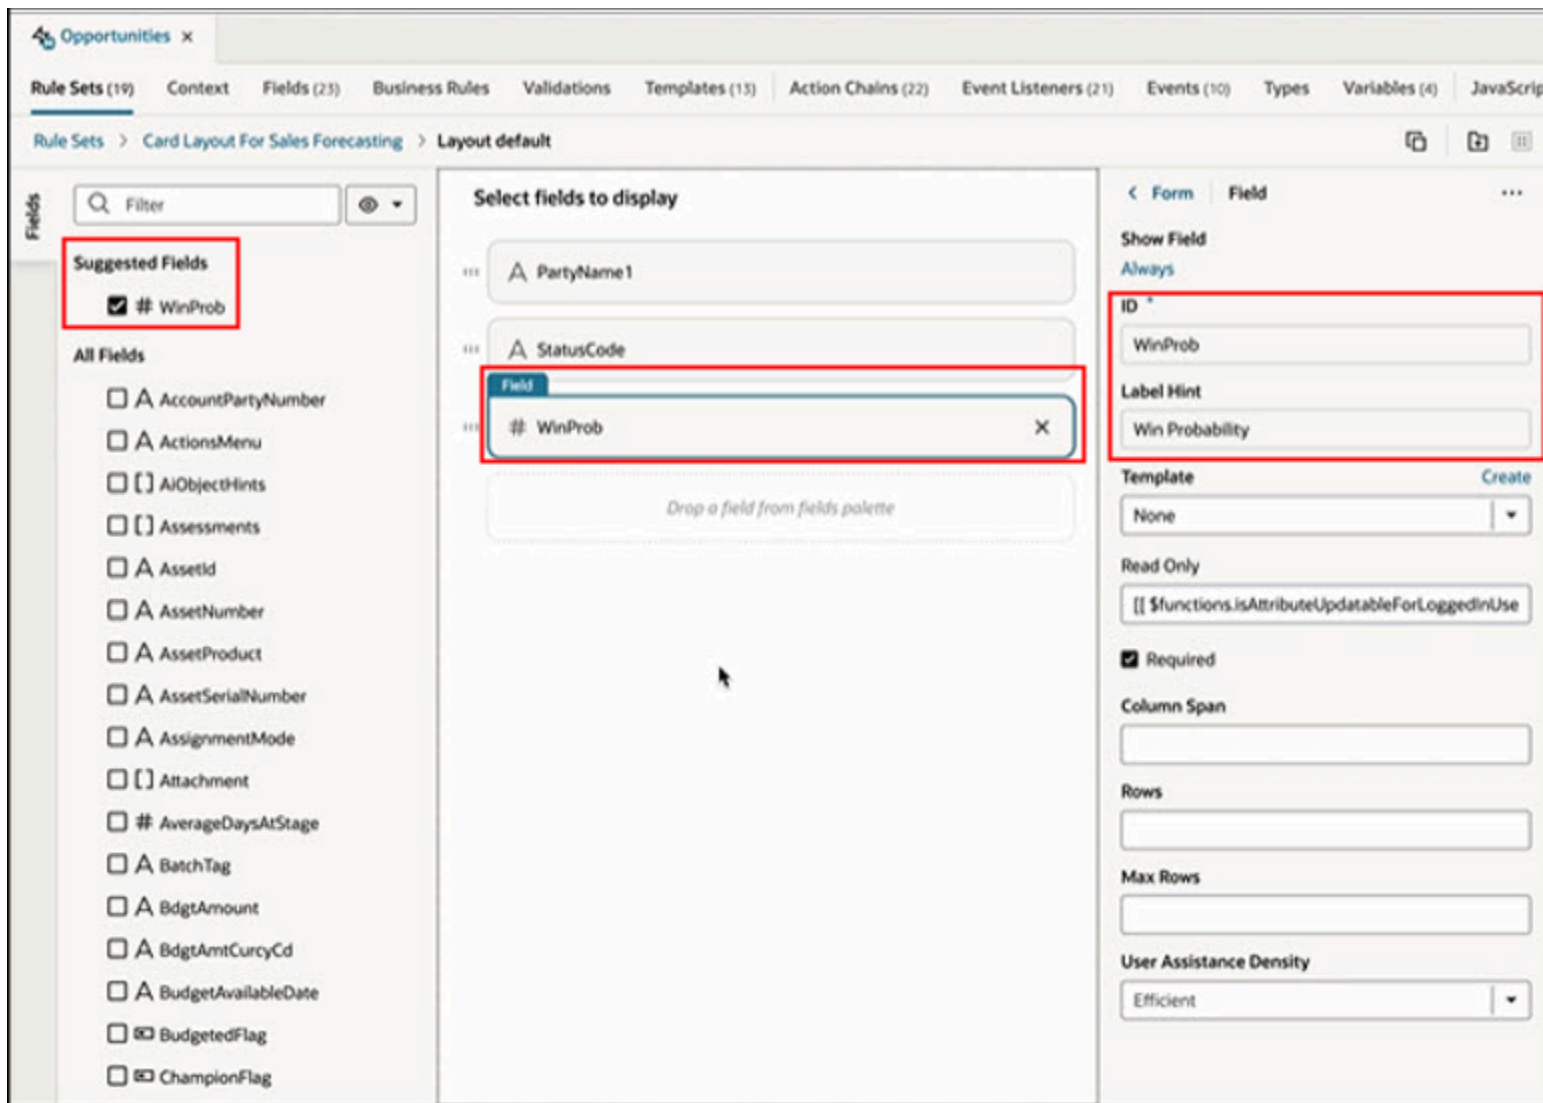 Opportunities ×
Rule Sets (19) Context Fields (23) Business Rules Validations Templates (13) Action Chains (22) Event Listeners (21) Events (10) Types Variables (4) JavaScrip
Rule Sets > Card Layout For Sales Forecasting > Layout default
Fields
Filter
Suggested Fields
# WinProb
All Fields
A AccountPartyNumber
A ActionsMenu
[ ] AiObjectHints
[ ] Assessments
A AssetId
A AssetNumber
A AssetProduct
A AssetSerialNumber
A AssignmentMode
[ ] Attachment
# AverageDaysAtStage
A BatchTag
A BdgtAmount
A BdgtAmtCurcyCd
A BudgetAvailableDate
BudgetedFlag
ChampionFlag
Select fields to display
A PartyName1
A StatusCode
Field
# WinProb ×
Drop a field from fields palette
< Form Field ...
Show Field
Always
ID *
WinProb
Label Hint
Win Probability
Template Create
None
Read Only
[[ $functions.isAttributeUpdatableForLoggedInUse
Required
Column Span
Rows
Max Rows
User Assistance Density
Efficient